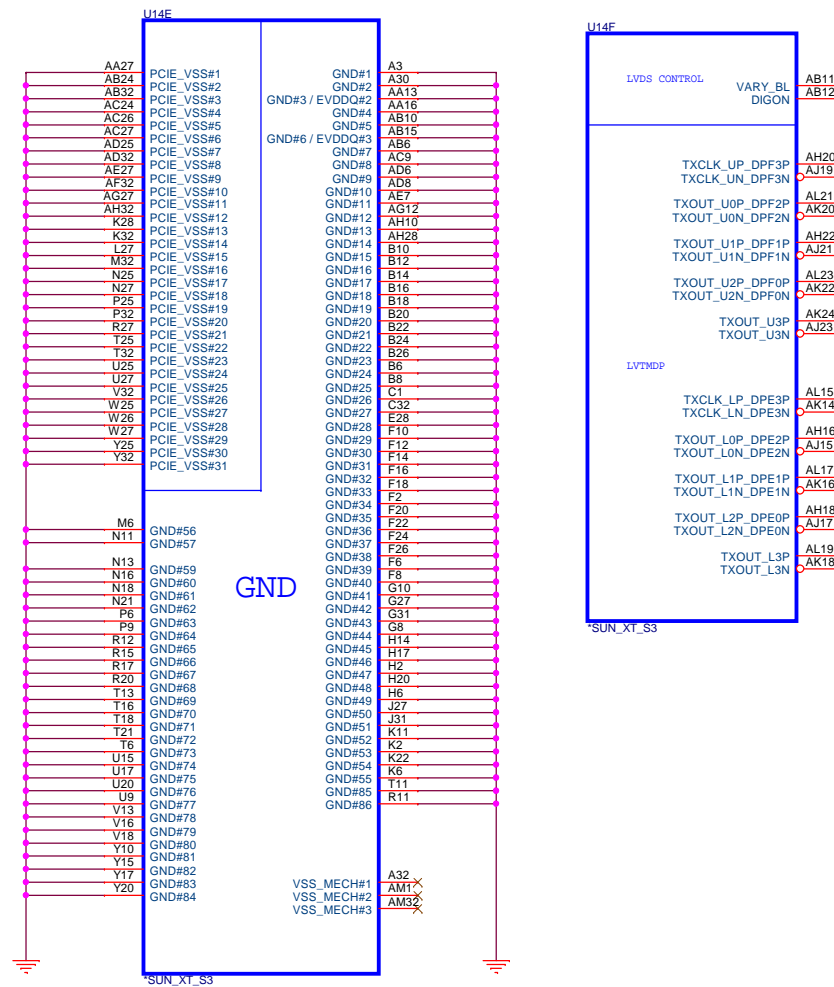 U14E
AA27 PCIE_VSS#1
AB24 PCIE_VSS#2
AB32 PCIE_VSS#3
AC24 PCIE_VSS#4
AC26 PCIE_VSS#5
AC27 PCIE_VSS#6
AD25 PCIE_VSS#7
AD32 PCIE_VSS#8
AE27 PCIE_VSS#9
AF32 PCIE_VSS#10
AG27 PCIE_VSS#11
AH32 PCIE_VSS#12
K28 PCIE_VSS#13
K32 PCIE_VSS#14
L27 PCIE_VSS#15
M32 PCIE_VSS#16
N25 PCIE_VSS#17
N27 PCIE_VSS#18
P25 PCIE_VSS#19
P32 PCIE_VSS#20
R27 PCIE_VSS#21
T25 PCIE_VSS#22
T32 PCIE_VSS#23
U25 PCIE_VSS#24
U27 PCIE_VSS#25
V32 PCIE_VSS#26
W25 PCIE_VSS#27
W26 PCIE_VSS#28
W27 PCIE_VSS#29
Y25 PCIE_VSS#30
Y32 PCIE_VSS#31
M6 GND#56
N11 GND#57
N13 GND#59
N16 GND#60
N18 GND#61
N21 GND#62
P6 GND#63
P9 GND#64
R12 GND#65
R15 GND#66
R17 GND#67
R20 GND#68
T13 GND#69
T16 GND#70
T18 GND#71
T21 GND#72
T6 GND#73
U15 GND#74
U17 GND#75
U20 GND#76
U9 GND#77
V13 GND#78
V16 GND#79
V18 GND#80
Y10 GND#81
Y15 GND#82
Y17 GND#83
Y20 GND#84
GND
GND#1 A3
GND#2 A30
GND#3 / EVDDQ#2 AA13
GND#4 AA16
GND#5 AB10
GND#6 / EVDDQ#3 AB15
GND#7 AB6
GND#8 AC9
GND#9 AD6
GND#10 AD8
GND#11 AE7
GND#12 AG12
GND#13 AH10
GND#14 AH28
GND#15 B10
GND#16 B12
GND#17 B14
GND#18 B16
GND#19 B18
GND#20 B20
GND#21 B22
GND#22 B24
GND#23 B26
GND#24 B6
GND#25 B8
GND#26 C1
GND#27 C32
GND#28 E28
GND#29 F10
GND#30 F12
GND#31 F14
GND#32 F16
GND#33 F18
GND#34 F2
GND#35 F20
GND#36 F22
GND#37 F24
GND#38 F26
GND#39 F6
GND#40 F8
GND#41 G10
GND#42 G27
GND#43 G31
GND#44 G8
GND#45 H14
GND#46 H17
GND#47 H2
GND#48 H20
GND#49 H6
GND#50 J27
GND#51 J31
GND#52 K11
GND#53 K2
GND#54 K22
GND#55 K6
GND#85 T11
GND#86 R11
VSS_MECH#1 A32
VSS_MECH#2 AM1
VSS_MECH#3 AM32
*SUN_XT_S3
U14F
LVDS CONTROL
VARY_BL AB11
DIGON AB12
TXCLK_UP_DPF3P AH20
TXCLK_UN_DPF3N AJ19
TXOUT_U0P_DPF2P AL21
TXOUT_U0N_DPF2N AK20
TXOUT_U1P_DPF1P AH22
TXOUT_U1N_DPF1N AJ21
TXOUT_U2P_DPF0P AL23
TXOUT_U2N_DPF0N AK22
TXOUT_U3P AK24
TXOUT_U3N AJ23
LVTMDP
TXCLK_LP_DPE3P AL15
TXCLK_LN_DPE3N AK14
TXOUT_L0P_DPE2P AH16
TXOUT_L0N_DPE2N AJ15
TXOUT_L1P_DPE1P AL17
TXOUT_L1N_DPE1N AK16
TXOUT_L2P_DPE0P AH18
TXOUT_L2N_DPE0N AJ17
TXOUT_L3P AL19
TXOUT_L3N AK18
*SUN_XT_S3